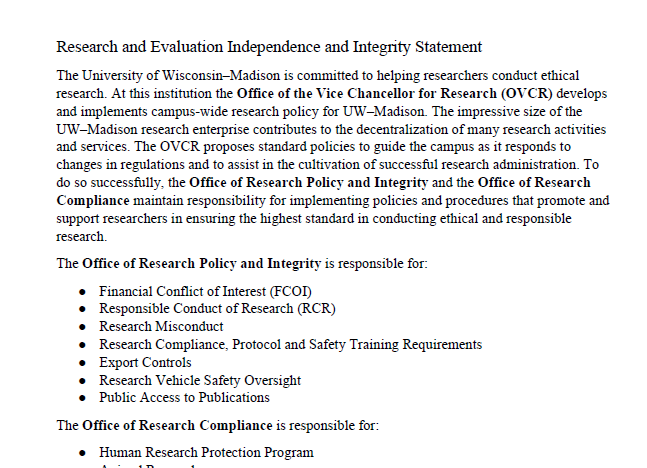 Research and Evaluation Independence and Integrity Statement
The University of Wisconsin–Madison is committed to helping researchers conduct ethical
research. At this institution the Office of the Vice Chancellor for Research (OVCR) develops
and implements campus-wide research policy for UW–Madison. The impressive size of the
UW–Madison research enterprise contributes to the decentralization of many research activities
and services. The OVCR proposes standard policies to guide the campus as it responds to
changes in regulations and to assist in the cultivation of successful research administration. To
do so successfully, the Office of Research Policy and Integrity and the Office of Research
Compliance maintain responsibility for implementing policies and procedures that promote and
support researchers in ensuring the highest standard in conducting ethical and responsible
research.
The Office of Research Policy and Integrity is responsible for:
● Financial Conflict of Interest (FCOI)
● Responsible Conduct of Research (RCR)
● Research Misconduct
● Research Compliance, Protocol and Safety Training Requirements
● Export Controls
● Research Vehicle Safety Oversight
● Public Access to Publications
The Office of Research Compliance is responsible for:
● Human Research Protection Program